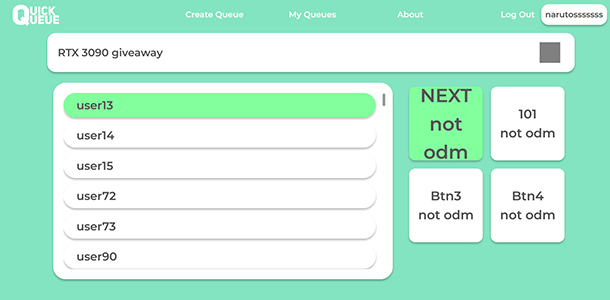 QUICK
QUEUE
Create Queue
My Queues
About
Log Out
narutosssssss
RTX 3090 giveaway
user13
user14
user15
user72
user73
user90
NEXT
not
odm
101
not odm
Btn3
not odm
Btn4
not odm